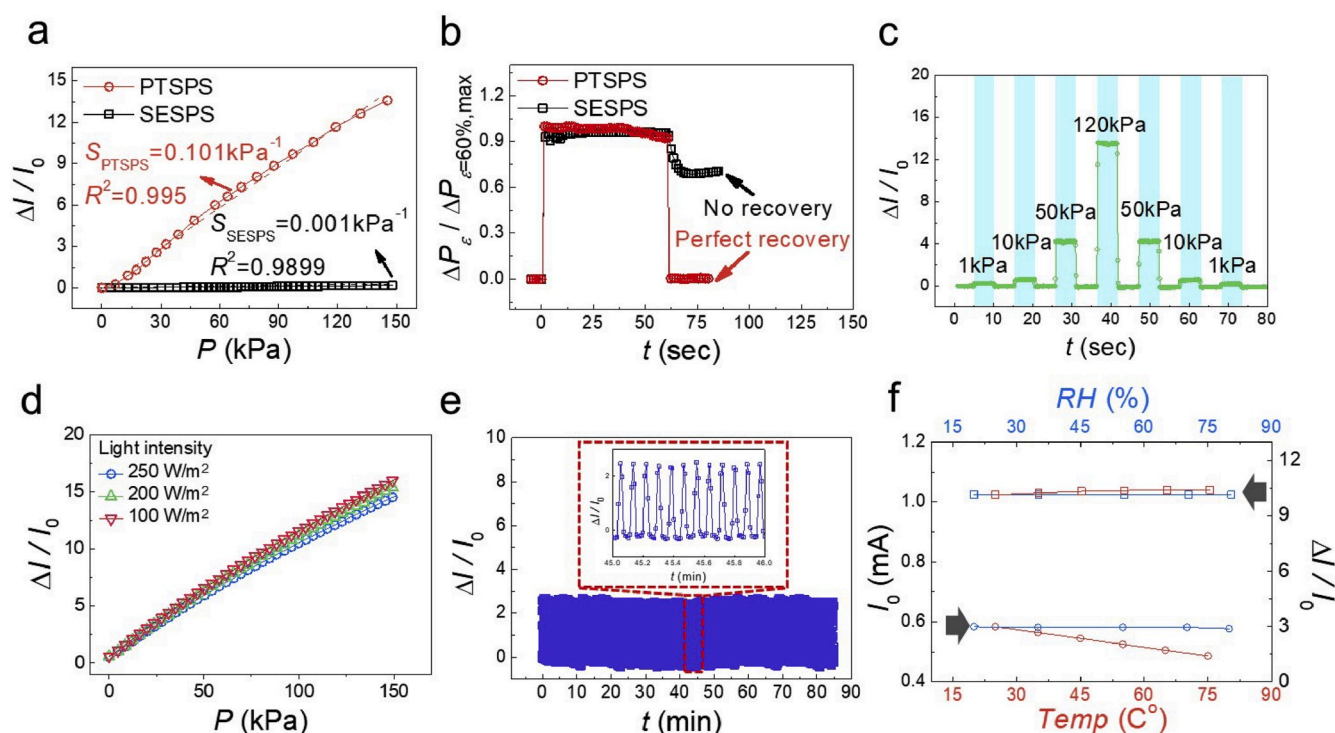 a
ΔI / I0
15
12
9
6
3
0
PTSPS
SESPS
SPTSPS=0.101kPa-1
R2=0.995
SSESPS=0.001kPa-1
R2=0.9899
0 30 60 90 120 150
P (kPa)
b
ΔPε / ΔPε=60%,max
1.2
0.9
0.6
0.3
0.0
PTSPS
SESPS
No recovery
Perfect recovery
0 25 50 75 100 125 150
t (sec)
c
ΔI / I0
20
16
12
8
4
0
120kPa
50kPa 50kPa
10kPa 10kPa
1kPa 1kPa
0 10 20 30 40 50 60 70 80
t (sec)
d
ΔI / I0
20
15
10
5
0
Light intensity
250 W/m2
200 W/m2
100 W/m2
0 50 100 150
P (kPa)
e
ΔI / I0
10
8
6
4
2
0
ΔI / I0
2
0
45.0 45.2 45.4 45.6 45.8 46.0
t (min)
0 15 30 45 60 75 90
t (min)
f
RH (%)
15 30 45 60 75 90
I0 (mA)
1.2
1.0
0.8
0.6
0.4
12
9
6
3
0
ΔI / I0
15 30 45 60 75 90
Temp (Co)